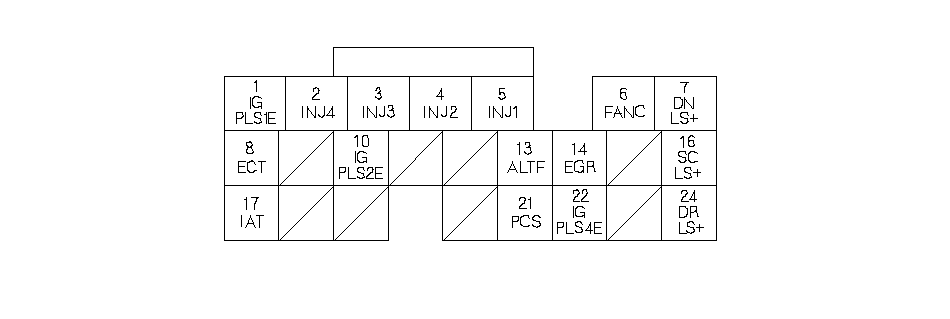 1
IG
PLS1E
2
INJ4
3
INJ3
4
INJ2
5
INJ1
6
FANC
7
DN
LS+
8
ECT
10
IG
PLS2E
13
ALTF
14
EGR
16
SC
LS+
17
IAT
21
PCS
22
IG
PLS4E
24
DR
LS+